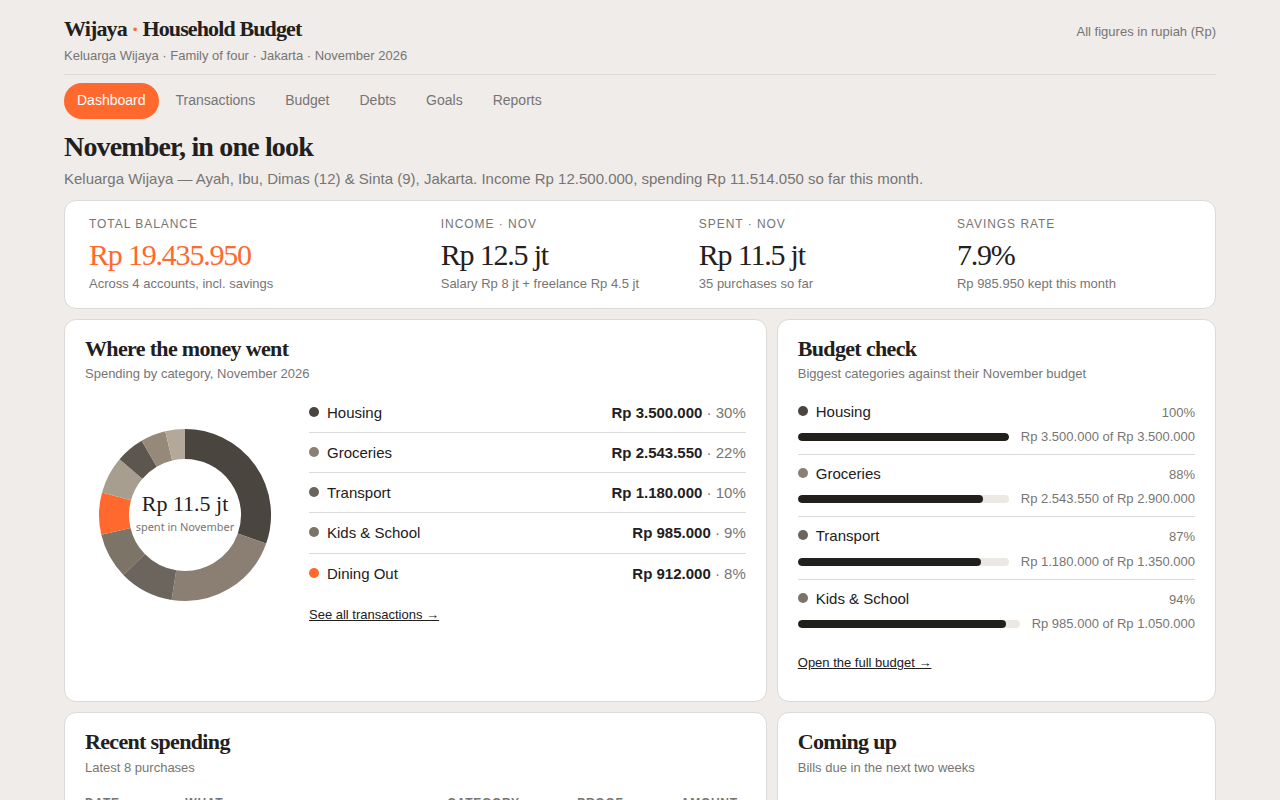 Wijaya · Household Budget
All figures in rupiah (Rp)
Keluarga Wijaya · Family of four · Jakarta · November 2026
Dashboard
Transactions
Budget
Debts
Goals
Reports
November, in one look
Keluarga Wijaya — Ayah, Ibu, Dimas (12) & Sinta (9), Jakarta. Income Rp 12.500.000, spending Rp 11.514.050 so far this month.
TOTAL BALANCE
Rp 19.435.950
Across 4 accounts, incl. savings
INCOME · NOV
Rp 12.5 jt
Salary Rp 8 jt + freelance Rp 4.5 jt
SPENT · NOV
Rp 11.5 jt
35 purchases so far
SAVINGS RATE
7.9%
Rp 985.950 kept this month
Where the money went
Spending by category, November 2026
Rp 11.5 jt
spent in November
Housing Rp 3.500.000 · 30%
Groceries Rp 2.543.550 · 22%
Transport Rp 1.180.000 · 10%
Kids & School Rp 985.000 · 9%
Dining Out Rp 912.000 · 8%
See all transactions →
Budget check
Biggest categories against their November budget
Housing 100%
Rp 3.500.000 of Rp 3.500.000
Groceries 88%
Rp 2.543.550 of Rp 2.900.000
Transport 87%
Rp 1.180.000 of Rp 1.350.000
Kids & School 94%
Rp 985.000 of Rp 1.050.000
Open the full budget →
Recent spending
Latest 8 purchases
DATE WHAT CATEGORY PROOF AMOUNT
Coming up
Bills due in the next two weeks